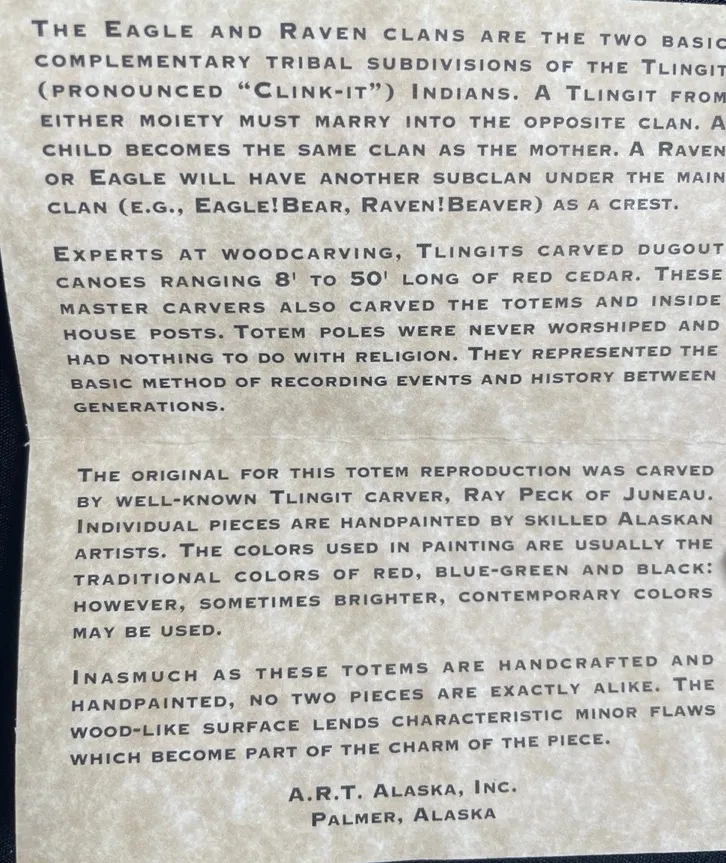 THE EAGLE AND RAVEN CLANS ARE THE TWO BASIC
COMPLEMENTARY TRIBAL SUBDIVISIONS OF THE TLINGIT
(PRONOUNCED “CLINK-IT”) INDIANS. A TLINGIT FROM
EITHER MOIETY MUST MARRY INTO THE OPPOSITE CLAN. A
CHILD BECOMES THE SAME CLAN AS THE MOTHER. A RAVEN
OR EAGLE WILL HAVE ANOTHER SUBCLAN UNDER THE MAIN
CLAN (E.G., EAGLE!BEAR, RAVEN!BEAVER) AS A CREST.
EXPERTS AT WOODCARVING, TLINGITS CARVED DUGOUT
CANOES RANGING 8' TO 50' LONG OF RED CEDAR. THESE
MASTER CARVERS ALSO CARVED THE TOTEMS AND INSIDE
HOUSE POSTS. TOTEM POLES WERE NEVER WORSHIPED AND
HAD NOTHING TO DO WITH RELIGION. THEY REPRESENTED THE
BASIC METHOD OF RECORDING EVENTS AND HISTORY BETWEEN
GENERATIONS.
THE ORIGINAL FOR THIS TOTEM REPRODUCTION WAS CARVED
BY WELL-KNOWN TLINGIT CARVER, RAY PECK OF JUNEAU.
INDIVIDUAL PIECES ARE HANDPAINTED BY SKILLED ALASKAN
ARTISTS. THE COLORS USED IN PAINTING ARE USUALLY THE
TRADITIONAL COLORS OF RED, BLUE-GREEN AND BLACK:
HOWEVER, SOMETIMES BRIGHTER, CONTEMPORARY COLORS
MAY BE USED.
INASMUCH AS THESE TOTEMS ARE HANDCRAFTED AND
HANDPAINTED, NO TWO PIECES ARE EXACTLY ALIKE. THE
WOOD-LIKE SURFACE LENDS CHARACTERISTIC MINOR FLAWS
WHICH BECOME PART OF THE CHARM OF THE PIECE.
A.R.T. ALASKA, INC.
PALMER, ALASKA